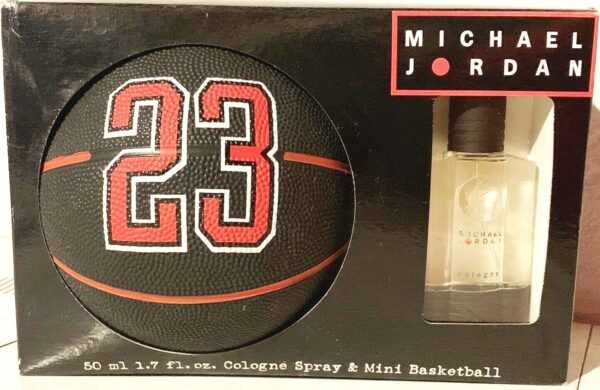 MICHAEL
JORDAN
23
MICHAEL
JORDAN
Cologne
50 ml 1.7 fl. oz. Cologne Spray & Mini Basketball